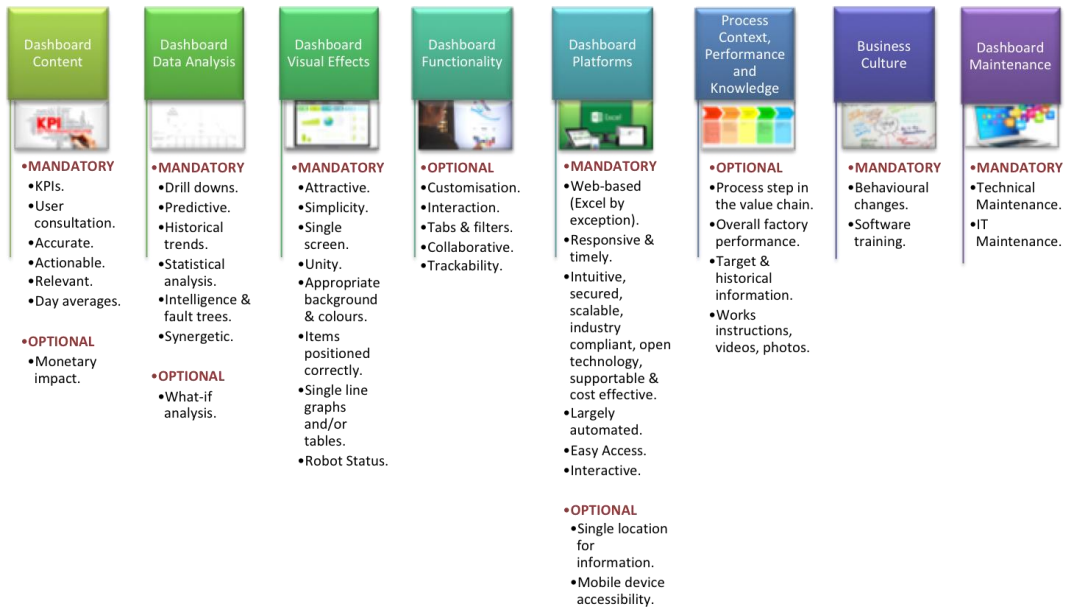 Dashboard
Content
•MANDATORY
•KPIs.
•User
consultation.
•Accurate.
•Actionable.
•Relevant.
•Day averages.
•OPTIONAL
•Monetary
impact.
Dashboard
Data Analysis
•MANDATORY
•Drill downs.
•Predictive.
•Historical
trends.
•Statistical
analysis.
•Intelligence &
fault trees.
•Synergetic.
•OPTIONAL
•What-if
analysis.
Dashboard
Visual Effects
•MANDATORY
•Attractive.
•Simplicity.
•Single
screen.
•Unity.
•Appropriate
background
& colours.
•Items
positioned
correctly.
•Single line
graphs
and/or
tables.
•Robot Status.
Dashboard
Functionality
•OPTIONAL
•Customisation.
•Interaction.
•Tabs & filters.
•Collaborative.
•Trackability.
Dashboard
Platforms
Excel
•MANDATORY
•Web-based
(Excel by
exception).
•Responsive &
timely.
•Intuitive,
secured,
scalable,
industry
compliant, open
technology,
supportable &
cost effective.
•Largely
automated.
•Easy Access.
•Interactive.
•OPTIONAL
•Single location
for
information.
•Mobile device
accessibility.
Process
Context,
Performance
and
Knowledge
•OPTIONAL
•Process step in
the value chain.
•Overall factory
performance.
•Target &
historical
information.
•Works
instructions,
videos, photos.
Business
Culture
•MANDATORY
•Behavioural
changes.
•Software
training.
Dashboard
Maintenance
•MANDATORY
•Technical
Maintenance.
•IT
Maintenance.
KPI